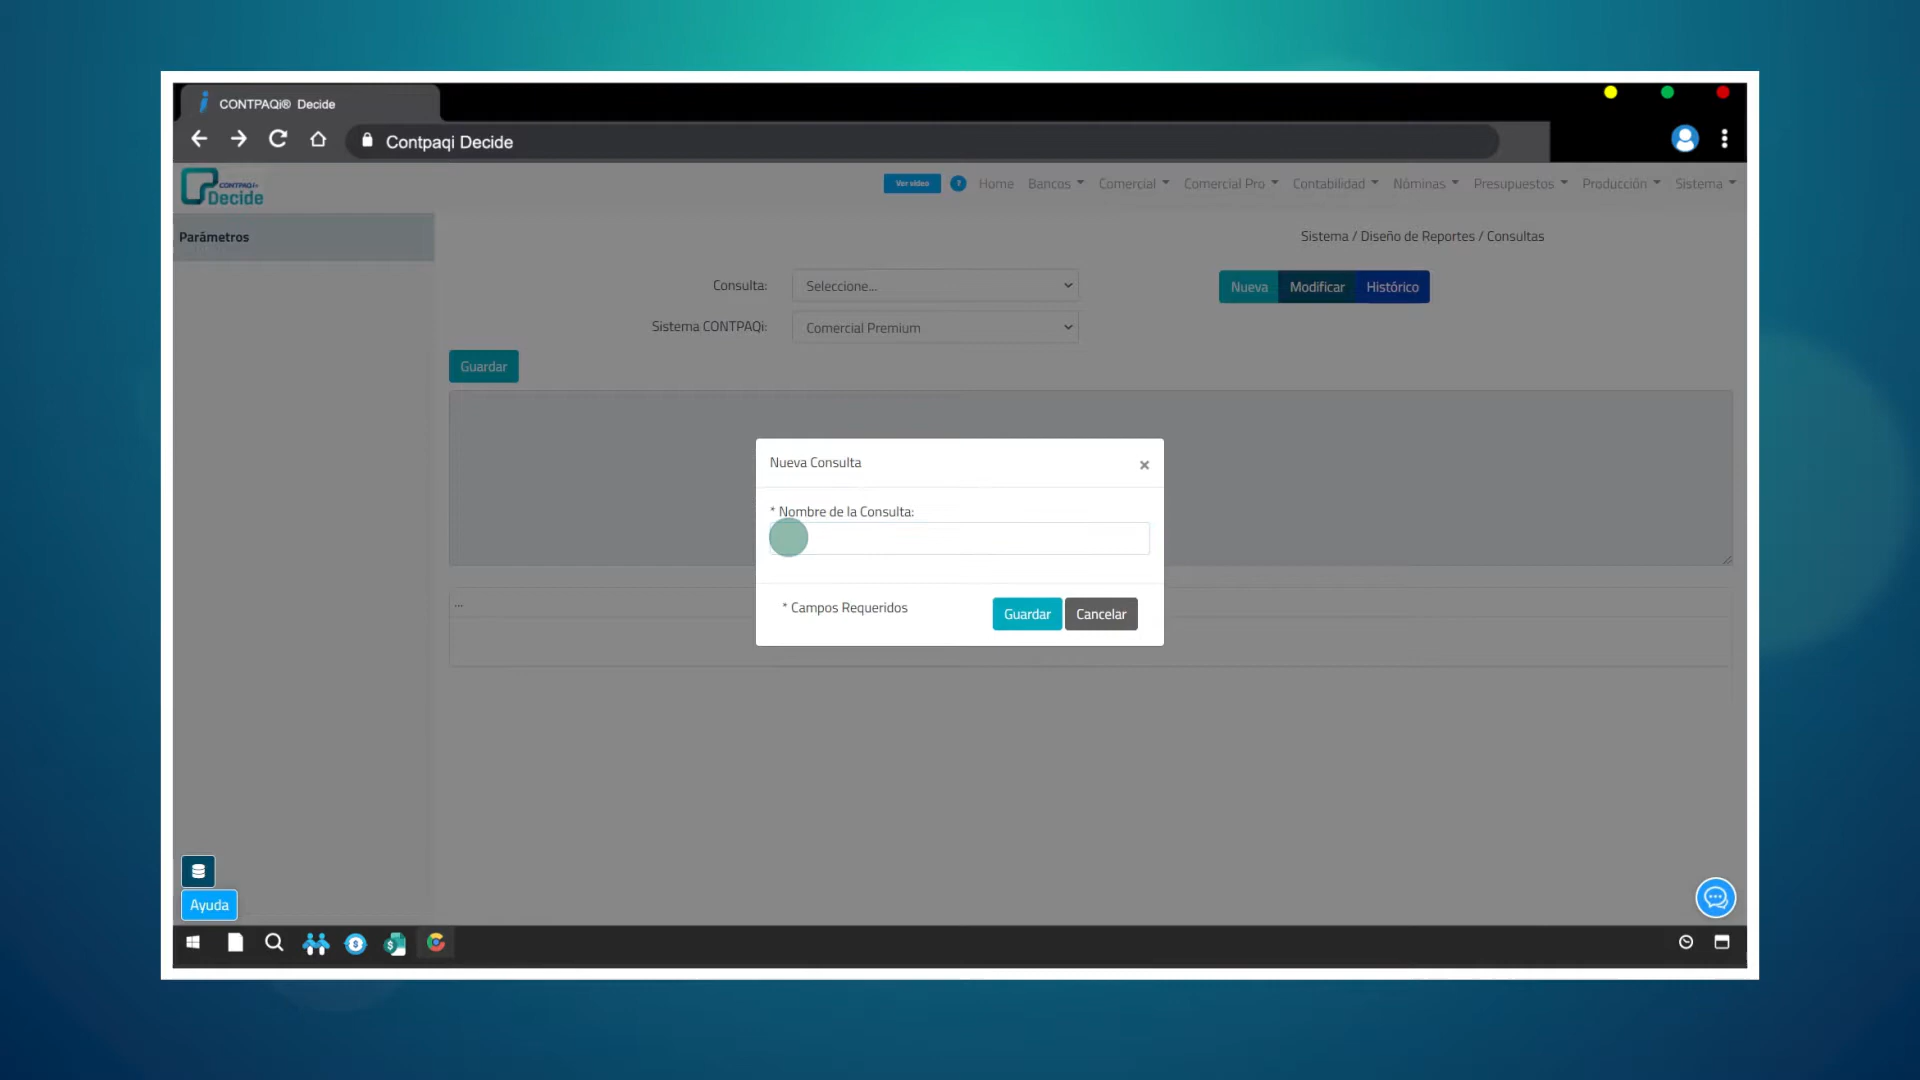 CONTPAQi® Decide
Contpaqi Decide
CONTPAQi®
Decide
Ver video ? Home Bancos Comercial Comercial Pro Contabilidad Nóminas Presupuestos Producción Sistema
Parámetros
Sistema / Diseño de Reportes / Consultas
Consulta: Seleccione... Nueva Modificar Histórico
Sistema CONTPAQi: Comercial Premium
Guardar
Nueva Consulta ×
* Nombre de la Consulta:
...
* Campos Requeridos Guardar Cancelar
Ayuda